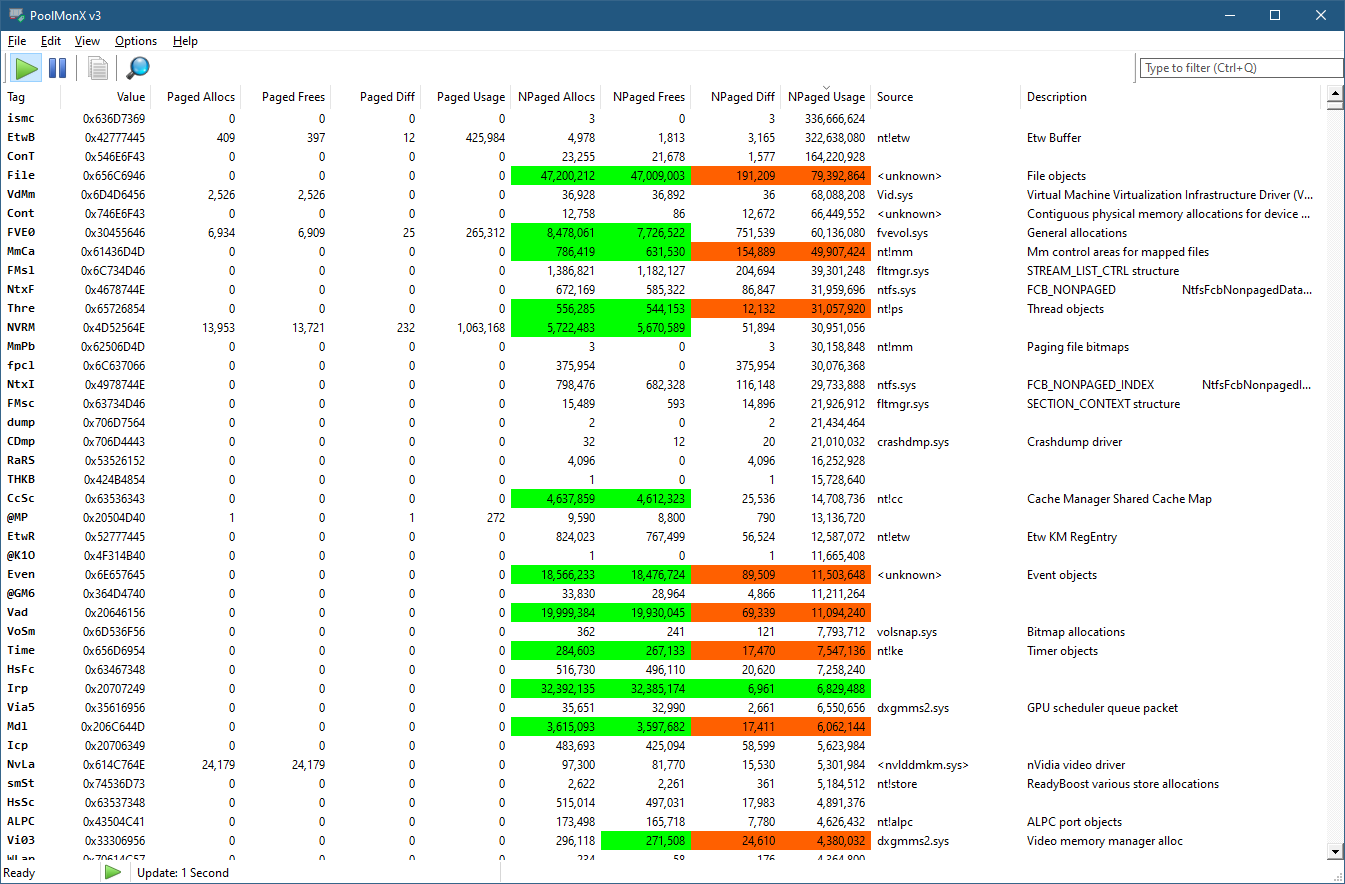 PoolMonX v3
File Edit View Options Help
Type to filter (Ctrl+Q)
Tag Value Paged Allocs Paged Frees Paged Diff Paged Usage NPaged Allocs NPaged Frees NPaged Diff NPaged Usage Source Description
ismc 0x636D7369 0 0 0 0 3 0 3 336,666,624
EtwB 0x42777445 409 397 12 425,984 4,978 1,813 3,165 322,638,080 nt!etw Etw Buffer
ConT 0x546E6F43 0 0 0 0 23,255 21,678 1,577 164,220,928
File 0x656C6946 0 0 0 0 47,200,212 47,009,003 191,209 79,392,864 <unknown> File objects
VdMm 0x6D4D6456 2,526 2,526 0 0 36,928 36,892 36 68,088,208 Vid.sys Virtual Machine Virtualization Infrastructure Driver (V...
Cont 0x746E6F43 0 0 0 0 12,758 86 12,672 66,449,552 <unknown> Contiguous physical memory allocations for device ...
FVE0 0x30455646 6,934 6,909 25 265,312 8,478,061 7,726,522 751,539 60,136,080 fvevol.sys General allocations
MmCa 0x61436D4D 0 0 0 0 786,419 631,530 154,889 49,907,424 nt!mm Mm control areas for mapped files
FMsl 0x6C734D46 0 0 0 0 1,386,821 1,182,127 204,694 39,301,248 fltmgr.sys STREAM_LIST_CTRL structure
NtxF 0x4678744E 0 0 0 0 672,169 585,322 86,847 31,959,696 ntfs.sys FCB_NONPAGED NtfsFcbNonpagedData...
Thre 0x65726854 0 0 0 0 556,285 544,153 12,132 31,057,920 nt!ps Thread objects
NVRM 0x4D52564E 13,953 13,721 232 1,063,168 5,722,483 5,670,589 51,894 30,951,056
MmPb 0x62506D4D 0 0 0 0 3 0 3 30,158,848 nt!mm Paging file bitmaps
fpcl 0x6C637066 0 0 0 0 375,954 0 375,954 30,076,368
NtxI 0x4978744E 0 0 0 0 798,476 682,328 116,148 29,733,888 ntfs.sys FCB_NONPAGED_INDEX NtfsFcbNonpagedI...
FMsc 0x63734D46 0 0 0 0 15,489 593 14,896 21,926,912 fltmgr.sys SECTION_CONTEXT structure
dump 0x706D7564 0 0 0 0 2 0 2 21,434,464
CDmp 0x706D4443 0 0 0 0 32 12 20 21,010,032 crashdmp.sys Crashdump driver
RaRS 0x53526152 0 0 0 0 4,096 0 4,096 16,252,928
THKB 0x424B4854 0 0 0 0 1 0 1 15,728,640
CcSc 0x63536343 0 0 0 0 4,637,859 4,612,323 25,536 14,708,736 nt!cc Cache Manager Shared Cache Map
@MP 0x20504D40 1 0 1 272 9,590 8,800 790 13,136,720
EtwR 0x52777445 0 0 0 0 824,023 767,499 56,524 12,587,072 nt!etw Etw KM RegEntry
@K1O 0x4F314B40 0 0 0 0 1 0 1 11,665,408
Even 0x6E657645 0 0 0 0 18,566,233 18,476,724 89,509 11,503,648 <unknown> Event objects
@GM6 0x364D4740 0 0 0 0 33,830 28,964 4,866 11,211,264
Vad 0x20646156 0 0 0 0 19,999,384 19,930,045 69,339 11,094,240
VoSm 0x6D536F56 0 0 0 0 362 241 121 7,793,712 volsnap.sys Bitmap allocations
Time 0x656D6954 0 0 0 0 284,603 267,133 17,470 7,547,136 nt!ke Timer objects
HsFc 0x63467348 0 0 0 0 516,730 496,110 20,620 7,258,240
Irp 0x20707249 0 0 0 0 32,392,135 32,385,174 6,961 6,829,488
Via5 0x35616956 0 0 0 0 35,651 32,990 2,661 6,550,656 dxgmms2.sys GPU scheduler queue packet
Mdl 0x206C644D 0 0 0 0 3,615,093 3,597,682 17,411 6,062,144
Icp 0x20706349 0 0 0 0 483,693 425,094 58,599 5,623,984
NvLa 0x614C764E 24,179 24,179 0 0 97,300 81,770 15,530 5,301,984 <nvlddmkm.sys> nVidia video driver
smSt 0x74536D73 0 0 0 0 2,622 2,261 361 5,184,512 nt!store ReadyBoost various store allocations
HsSc 0x63537348 0 0 0 0 515,014 497,031 17,983 4,891,376
ALPC 0x43504C41 0 0 0 0 173,498 165,718 7,780 4,626,432 nt!alpc ALPC port objects
Vi03 0x33306956 0 0 0 0 296,118 271,508 24,610 4,380,032 dxgmms2.sys Video memory manager alloc
WLan 0x70614C57 0 0 0 0 234 58 176 4,364,800
Ready Update: 1 Second